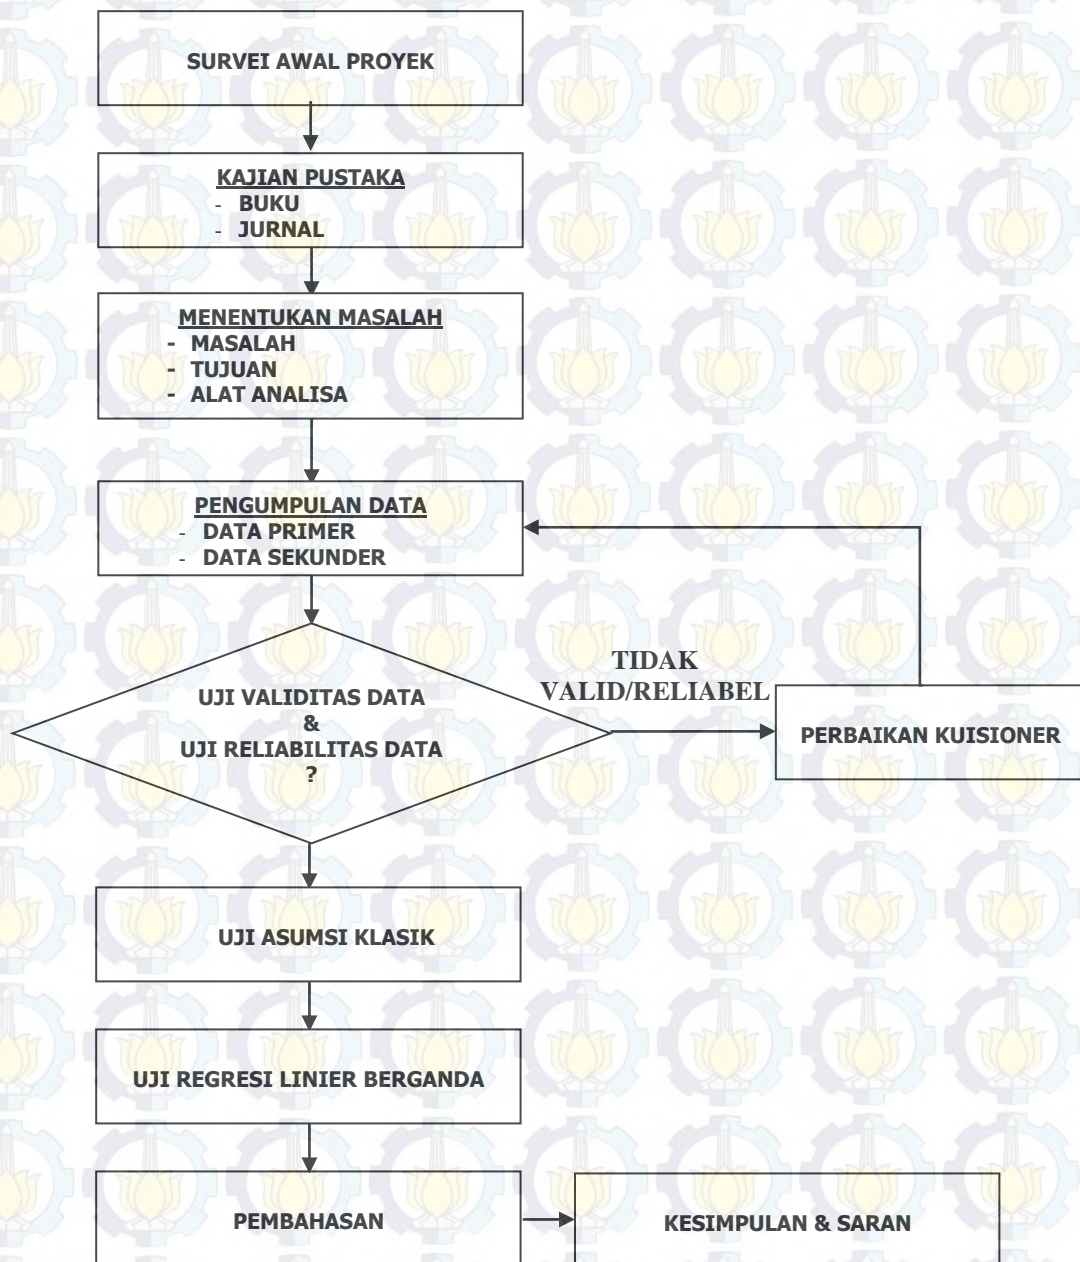 SURVEI AWAL PROYEK
KAJIAN PUSTAKA
- BUKU
- JURNAL
MENENTUKAN MASALAH
- MASALAH
- TUJUAN
- ALAT ANALISA
PENGUMPULAN DATA
- DATA PRIMER
- DATA SEKUNDER
UJI VALIDITAS DATA
&
UJI RELIABILITAS DATA
?
TIDAK
VALID/RELIABEL
PERBAIKAN KUISIONER
UJI ASUMSI KLASIK
UJI REGRESI LINIER BERGANDA
PEMBAHASAN
KESIMPULAN & SARAN